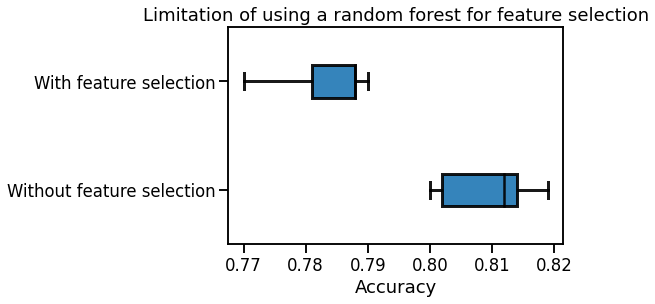 Limitation of using a random forest for feature selection
With feature selection
Without feature selection
0.77 0.78 0.79 0.80 0.81 0.82
Accuracy